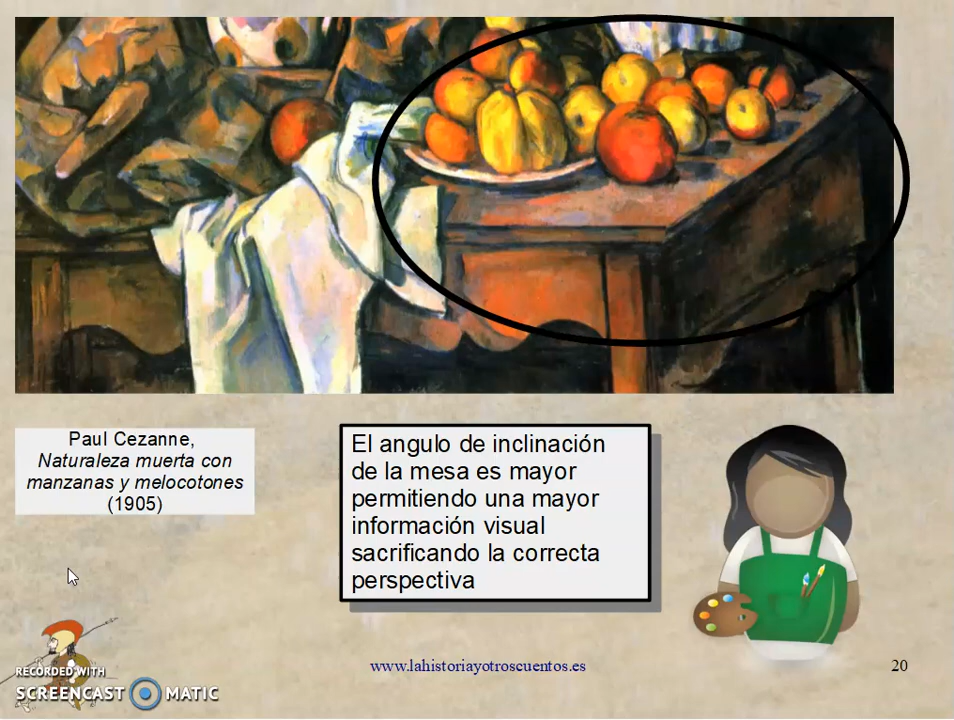 Paul Cezanne,
Naturaleza muerta con
manzanas y melocotones
(1905)
El angulo de inclinación
de la mesa es mayor
permitiendo una mayor
información visual
sacrificando la correcta
perspectiva
RECORDED WITH
SCREENCAST MATIC
www.lahistoriayotroscuentos.es
20